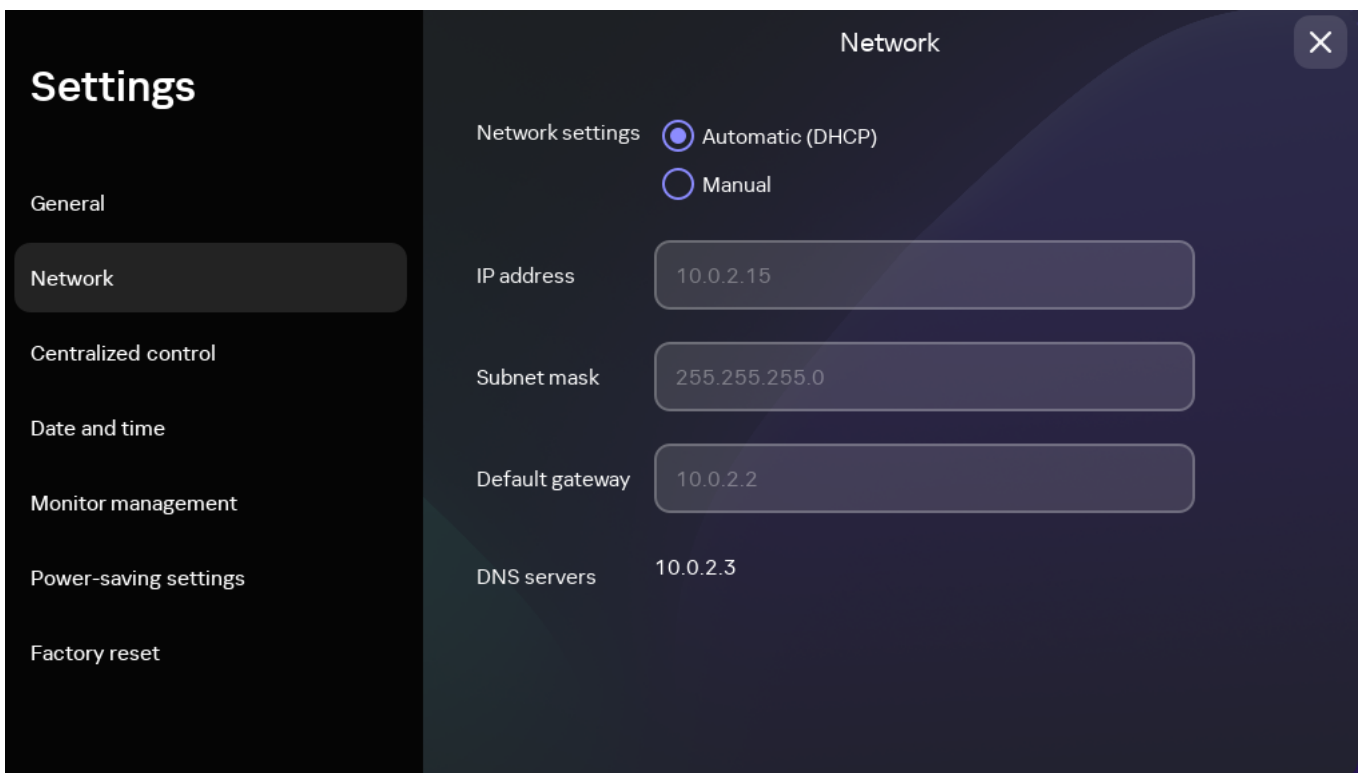 Settings
General
Network
Centralized control
Date and time
Monitor management
Power-saving settings
Factory reset
Network
Network settings
Automatic (DHCP)
Manual
IP address
10.0.2.15
Subnet mask
255.255.255.0
Default gateway
10.0.2.2
DNS servers
10.0.2.3